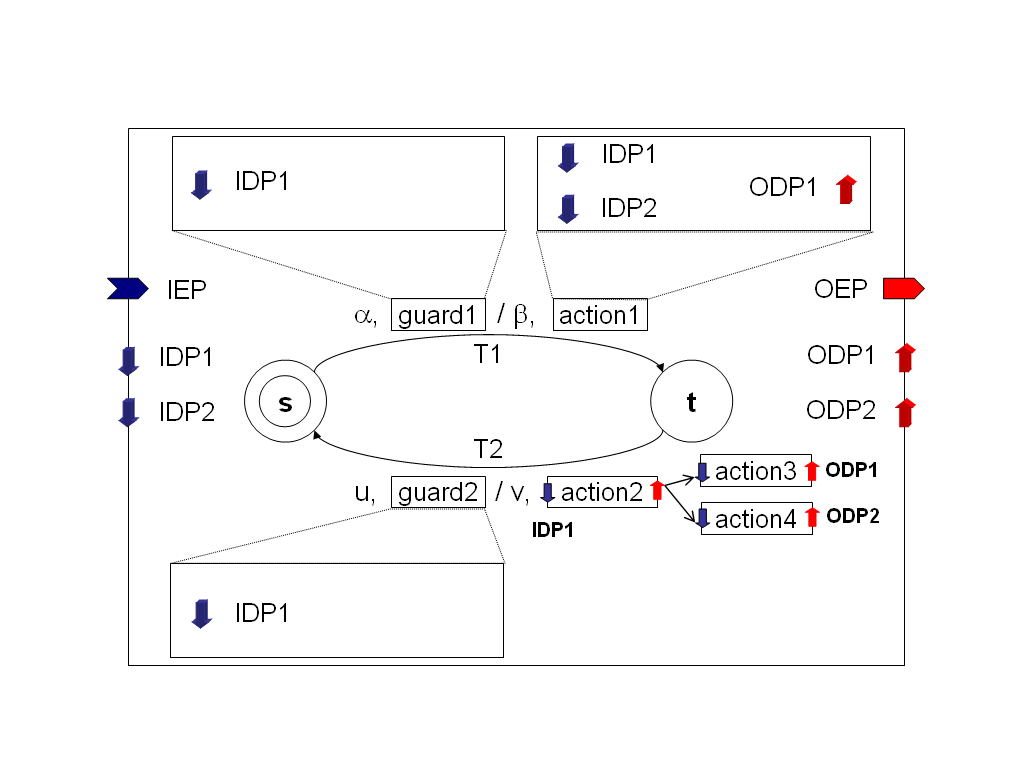 IDP1
IDP1
IDP2
ODP1
IEP
OEP
α, guard1 / β, action1
T1
IDP1
IDP2
ODP1
ODP2
s
t
T2
u, guard2 / v, action2
IDP1
action3 ODP1
action4 ODP2
IDP1